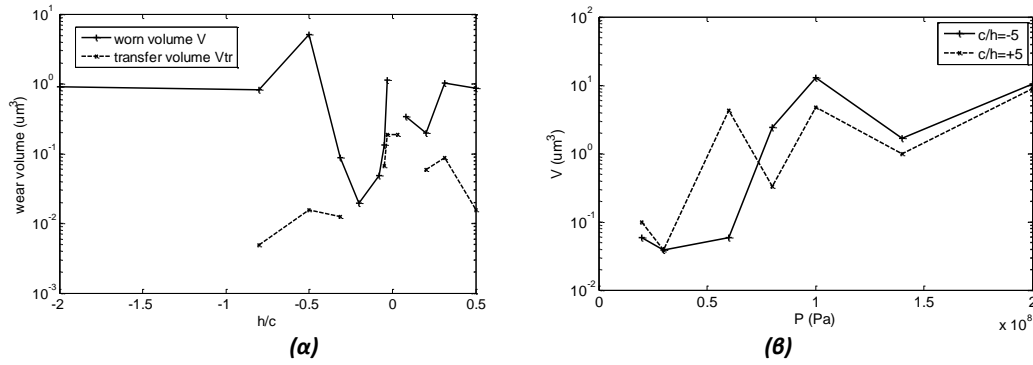 10^1
10^0
10^-1
10^-2
10^-3
wear volume (um^3)
worn volume V
transfer volume Vtr
-2
-1
-0.5
0
0.5
h/c
(α)
10^2
10^1
10^0
10^-1
10^-2
V (um^3)
c/h=-5
c/h=+5
0
0.5
1
1.5
2
x 10^8
P (Pa)
(β)